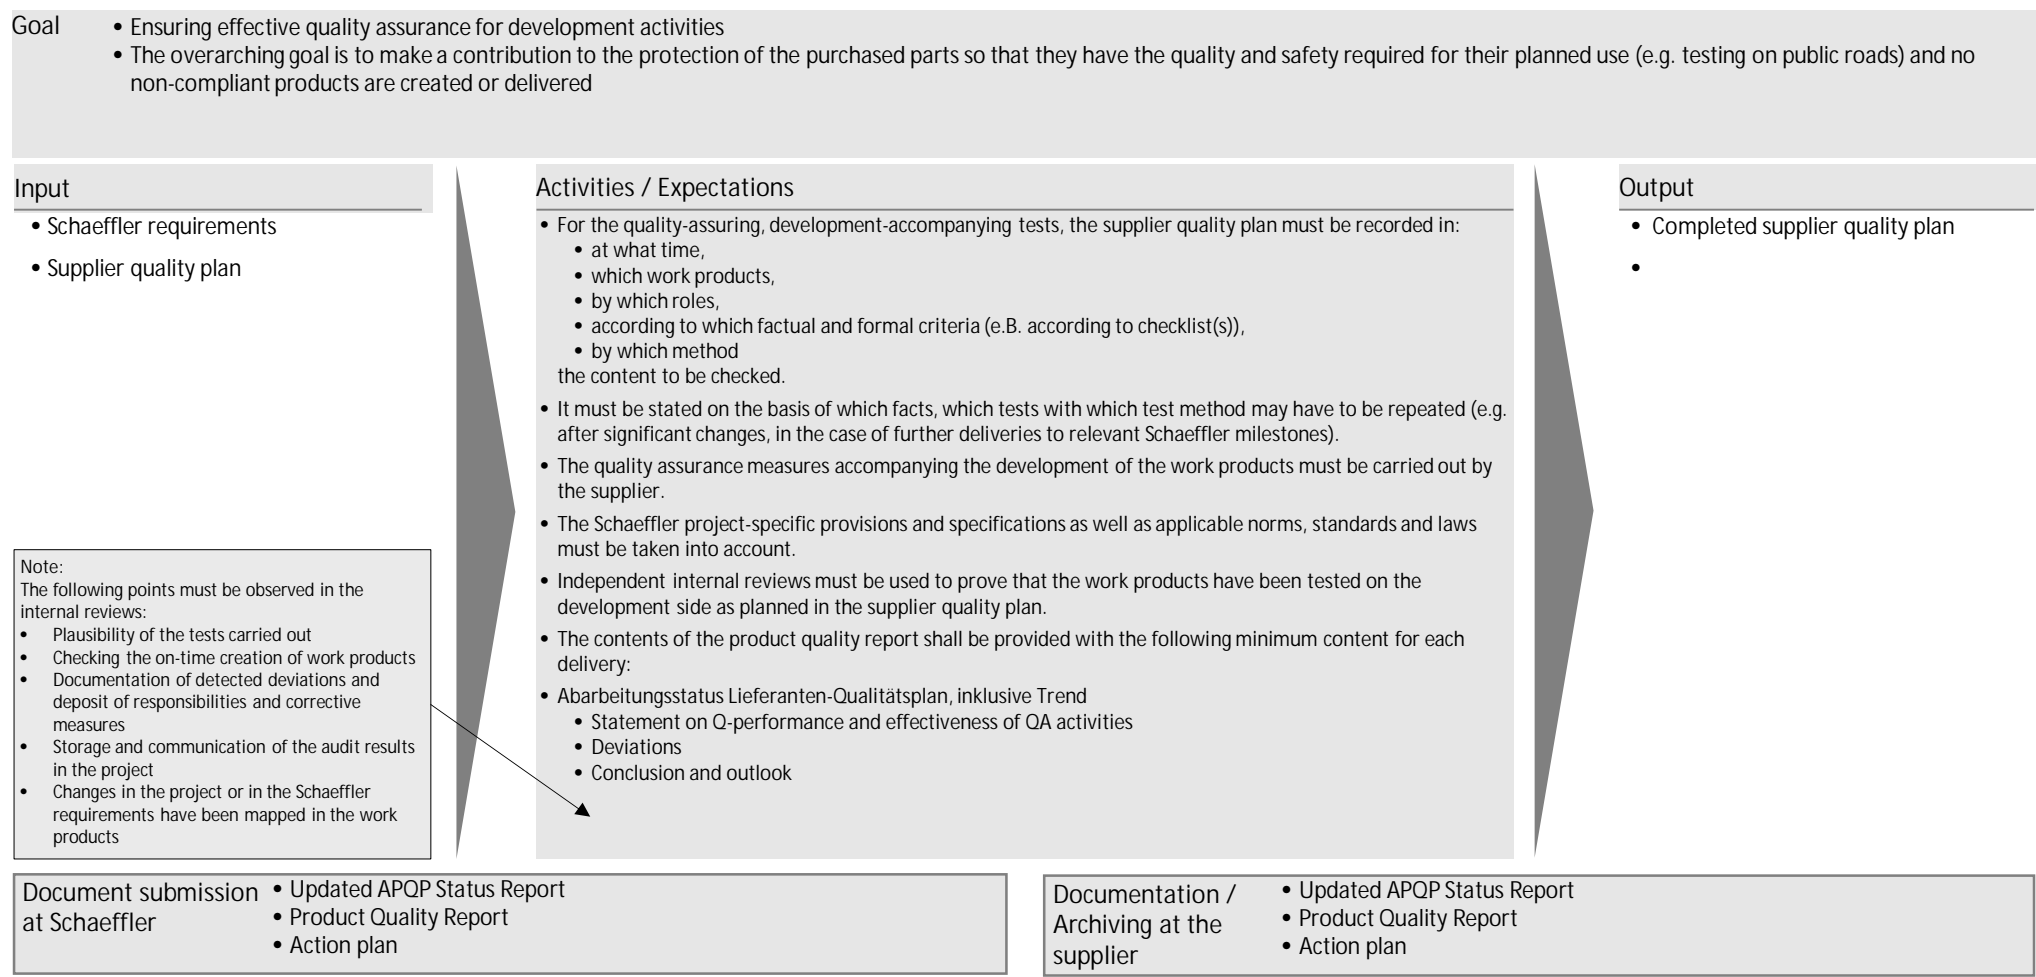 Goal
• Ensuring effective quality assurance for development activities
• The overarching goal is to make a contribution to the protection of the purchased parts so that they have the quality and safety required for their planned use (e.g. testing on public roads) and no
non-compliant products are created or delivered
Input
• Schaeffler requirements
• Supplier quality plan
Note:
The following points must be observed in the
internal reviews:
• Plausibility of the tests carried out
• Checking the on-time creation of work products
• Documentation of detected deviations and
deposit of responsibilities and corrective
measures
• Storage and communication of the audit results
in the project
• Changes in the project or in the Schaeffler
requirements have been mapped in the work
products
Activities / Expectations
• For the quality-assuring, development-accompanying tests, the supplier quality plan must be recorded in:
• at what time,
• which work products,
• by which roles,
• according to which factual and formal criteria (e.B. according to checklist(s)),
• by which method
the content to be checked.
• It must be stated on the basis of which facts, which tests with which test method may have to be repeated (e.g.
after significant changes, in the case of further deliveries to relevant Schaeffler milestones).
• The quality assurance measures accompanying the development of the work products must be carried out by
the supplier.
• The Schaeffler project-specific provisions and specifications as well as applicable norms, standards and laws
must be taken into account.
• Independent internal reviews must be used to prove that the work products have been tested on the
development side as planned in the supplier quality plan.
• The contents of the product quality report shall be provided with the following minimum content for each
delivery:
• Abarbeitungsstatus Lieferanten-Qualitätsplan, inklusive Trend
• Statement on Q-performance and effectiveness of QA activities
• Deviations
• Conclusion and outlook
Output
• Completed supplier quality plan
•
Document submission
at Schaeffler
• Updated APQP Status Report
• Product Quality Report
• Action plan
Documentation /
Archiving at the
supplier
• Updated APQP Status Report
• Product Quality Report
• Action plan